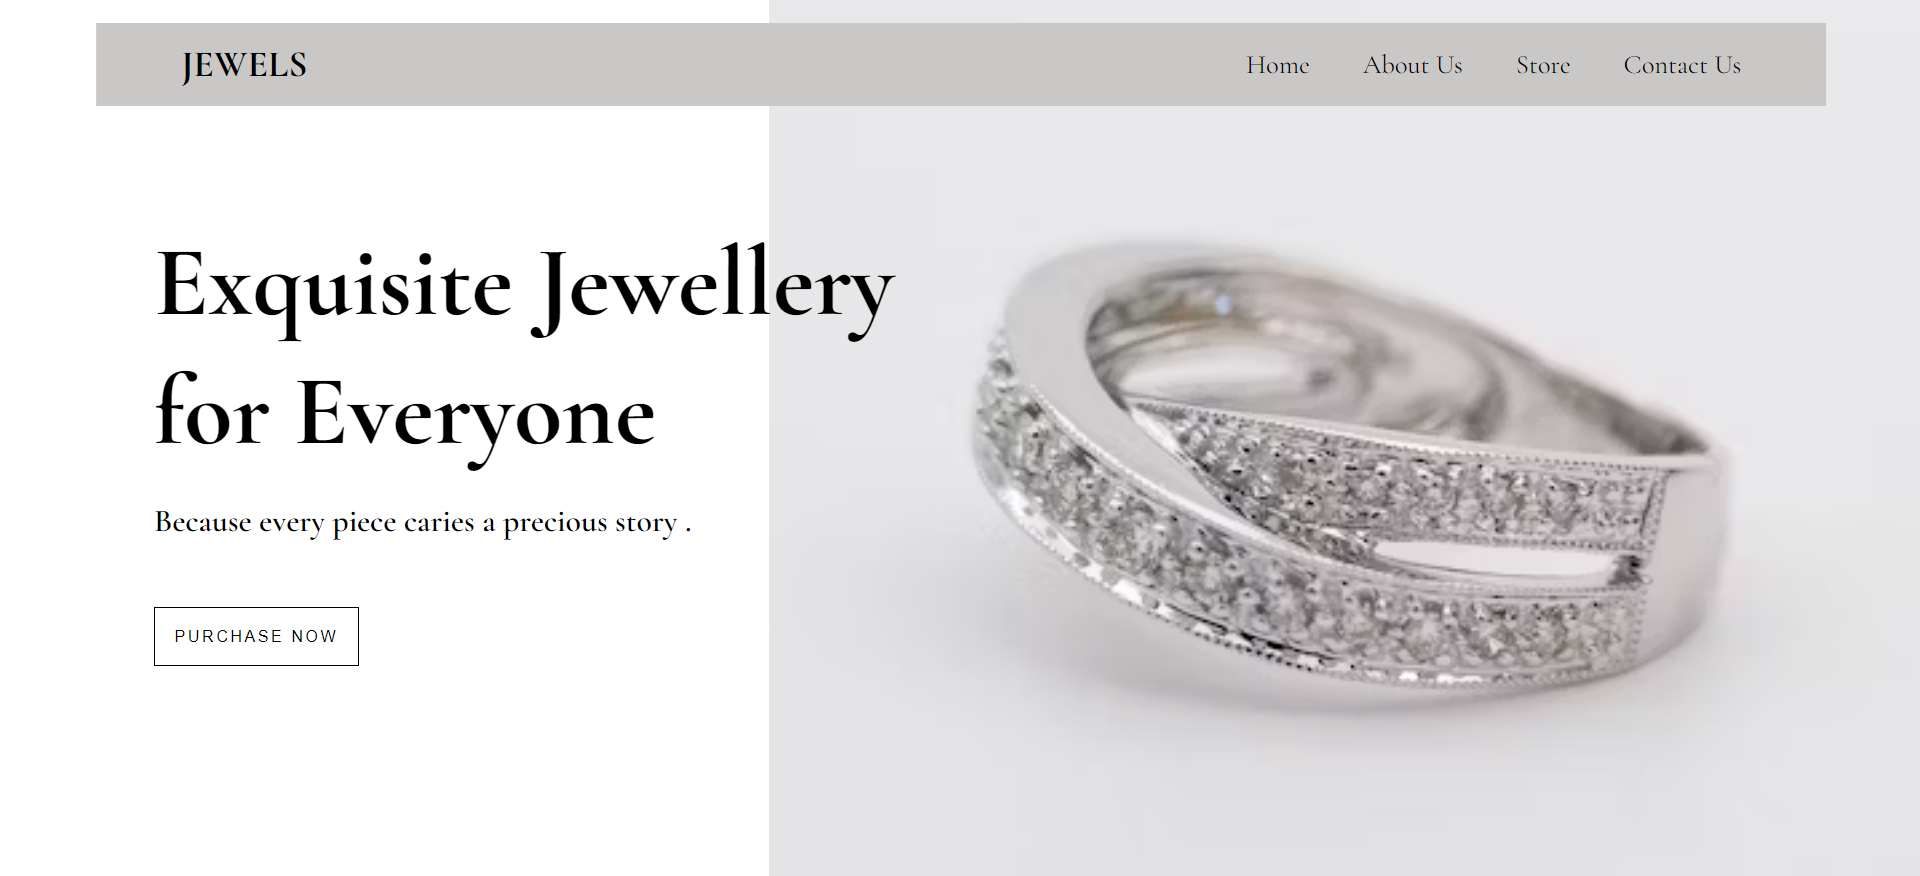 JEWELS
Home About Us Store Contact Us
Exquisite Jewellery
for Everyone
Because every piece caries a precious story .
PURCHASE NOW